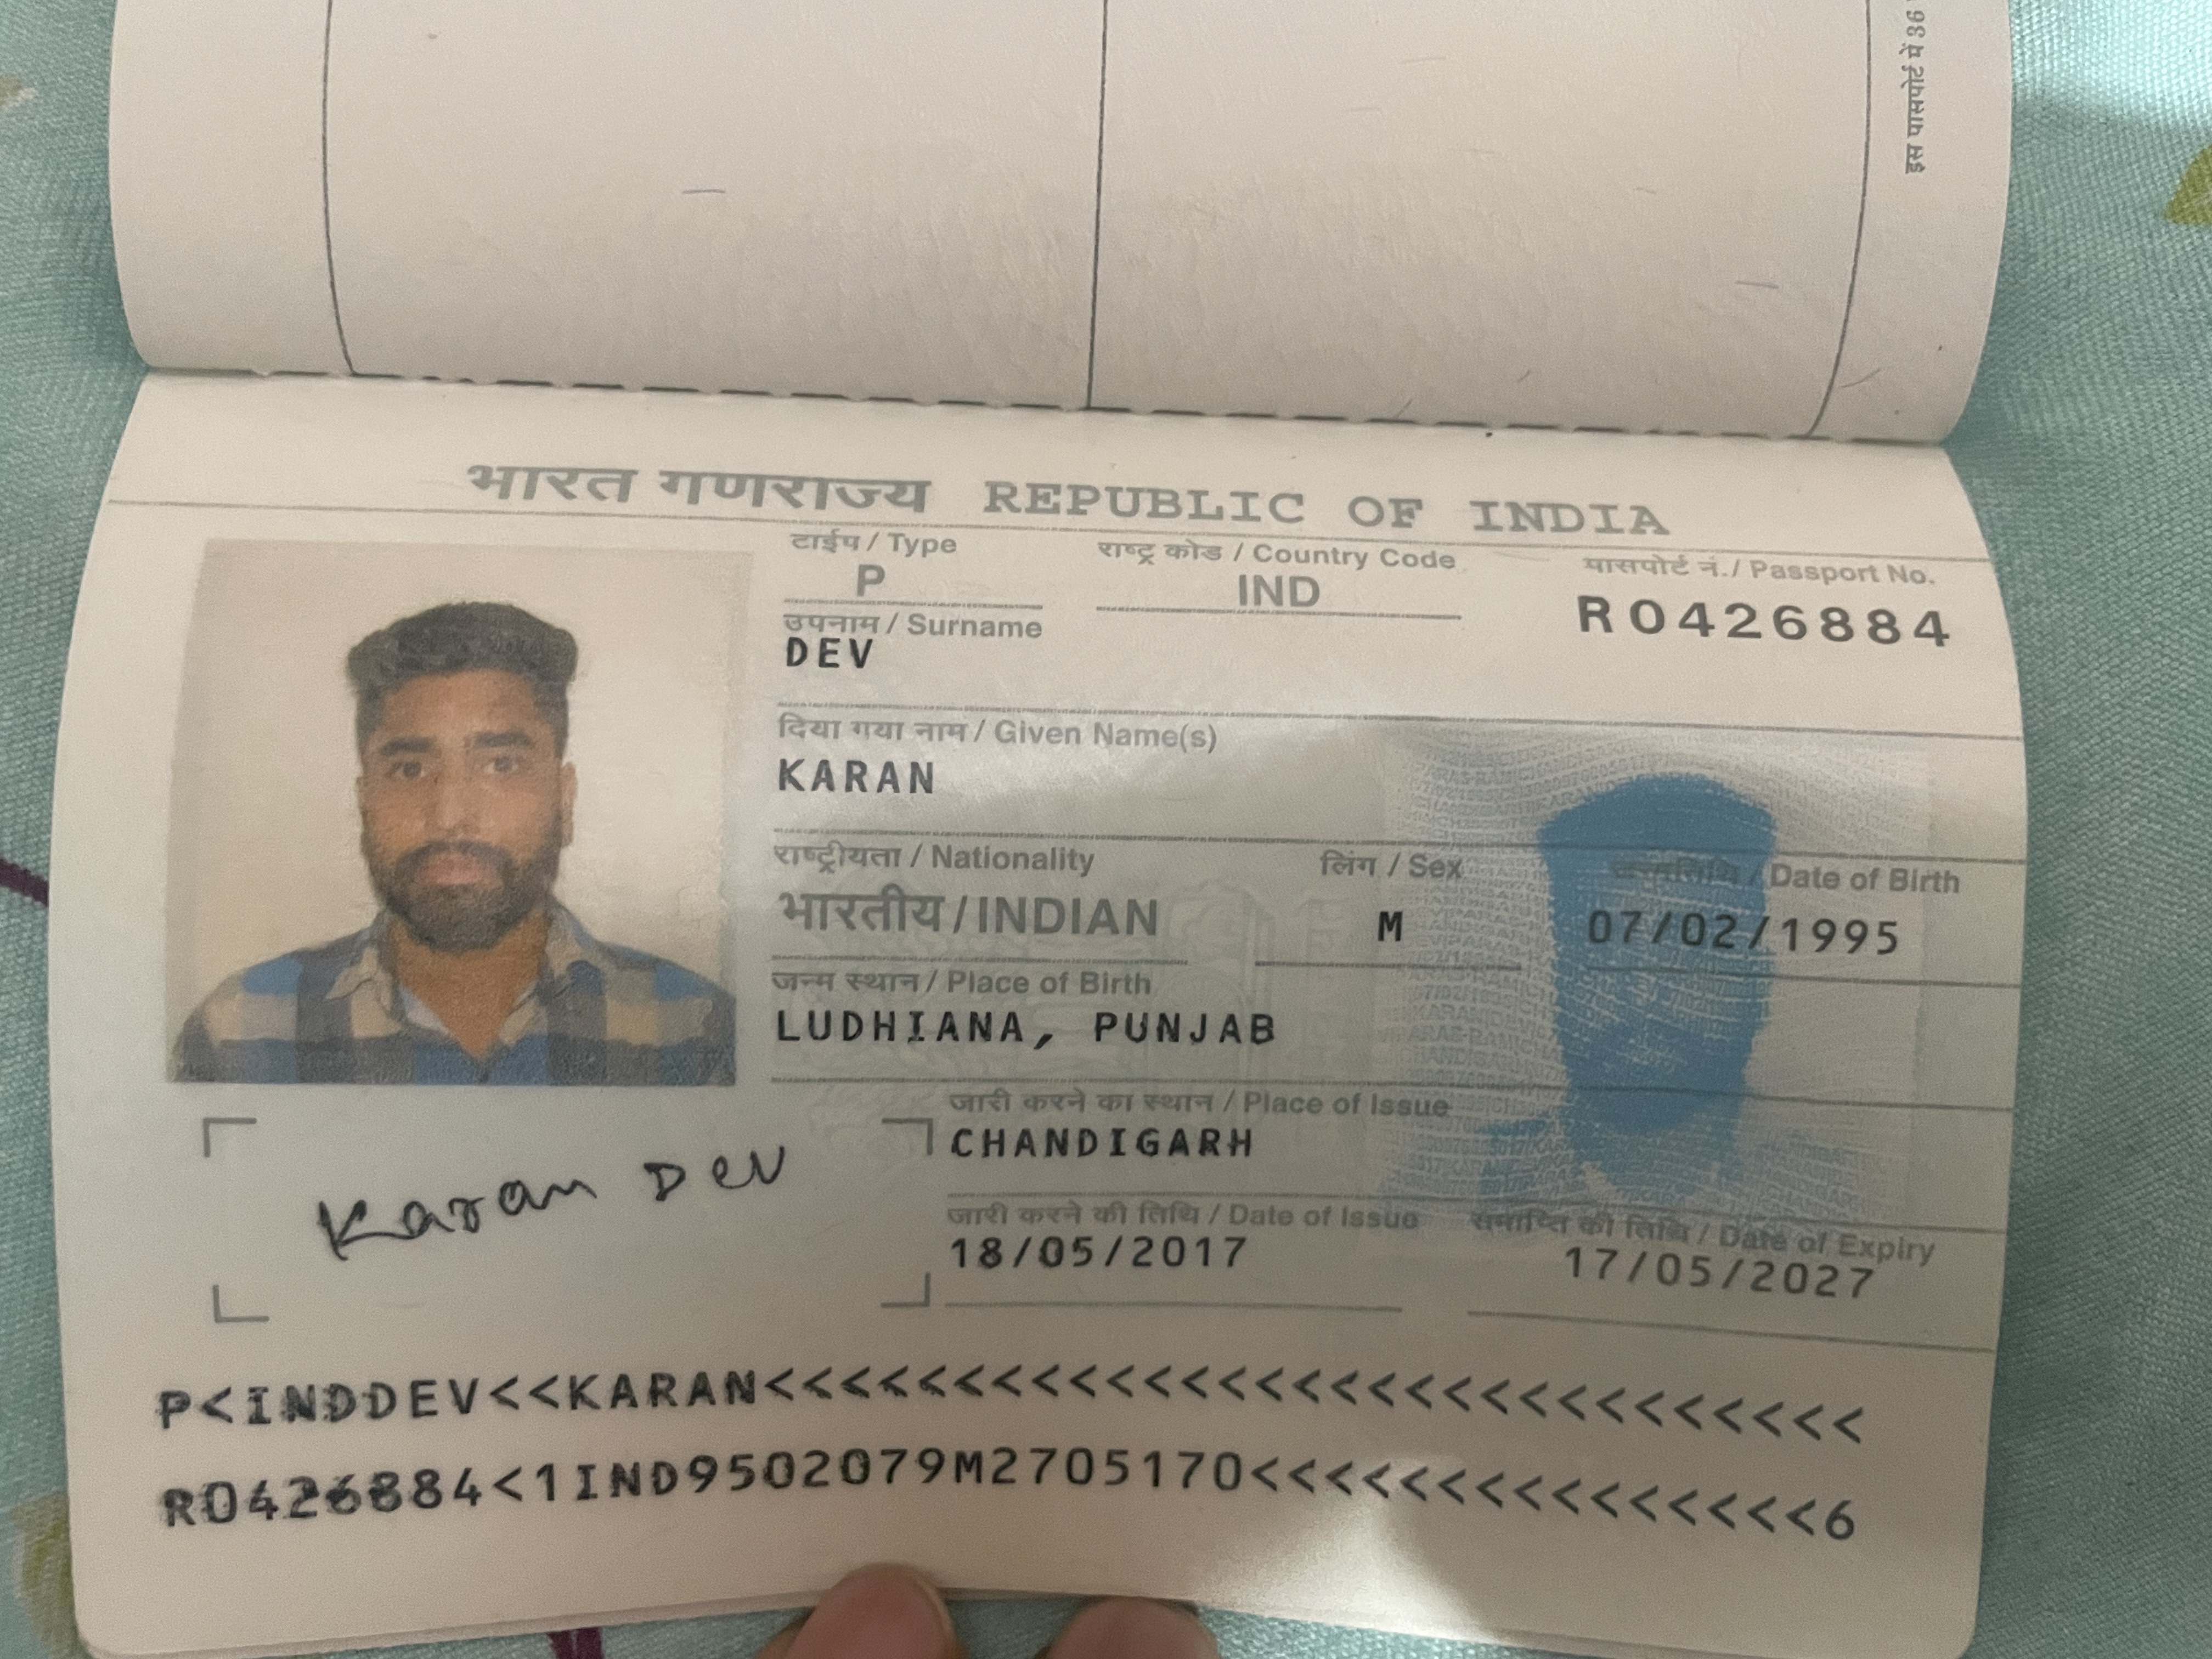 भारत गणराज्य REPUBLIC OF INDIA
टाईप / Type
राष्ट्र कोड / Country Code
पासपोर्ट नं. / Passport No.
P
IND
R0426884
उपनाम / Surname
DEV
दिया गया नाम / Given Name(s)
KARAN
राष्ट्रीयता / Nationality
लिंग / Sex
जन्मतिथि / Date of Birth
भारतीय / INDIAN
M
07/02/1995
जन्म स्थान / Place of Birth
LUDHIANA, PUNJAB
जारी करने का स्थान / Place of Issue
CHANDIGARH
जारी करने की तिथि / Date of Issue
समाप्ति की तिथि / Date of Expiry
18/05/2017
17/05/2027
Karan Dev
P<INDDEV<<KARAN<<<<<<<<<<<<<<<<<<<<<<<<<<<<<
R0426884<1IND9502079M2705170<<<<<<<<<<<<<<<6
इस पासपोर्ट में 36